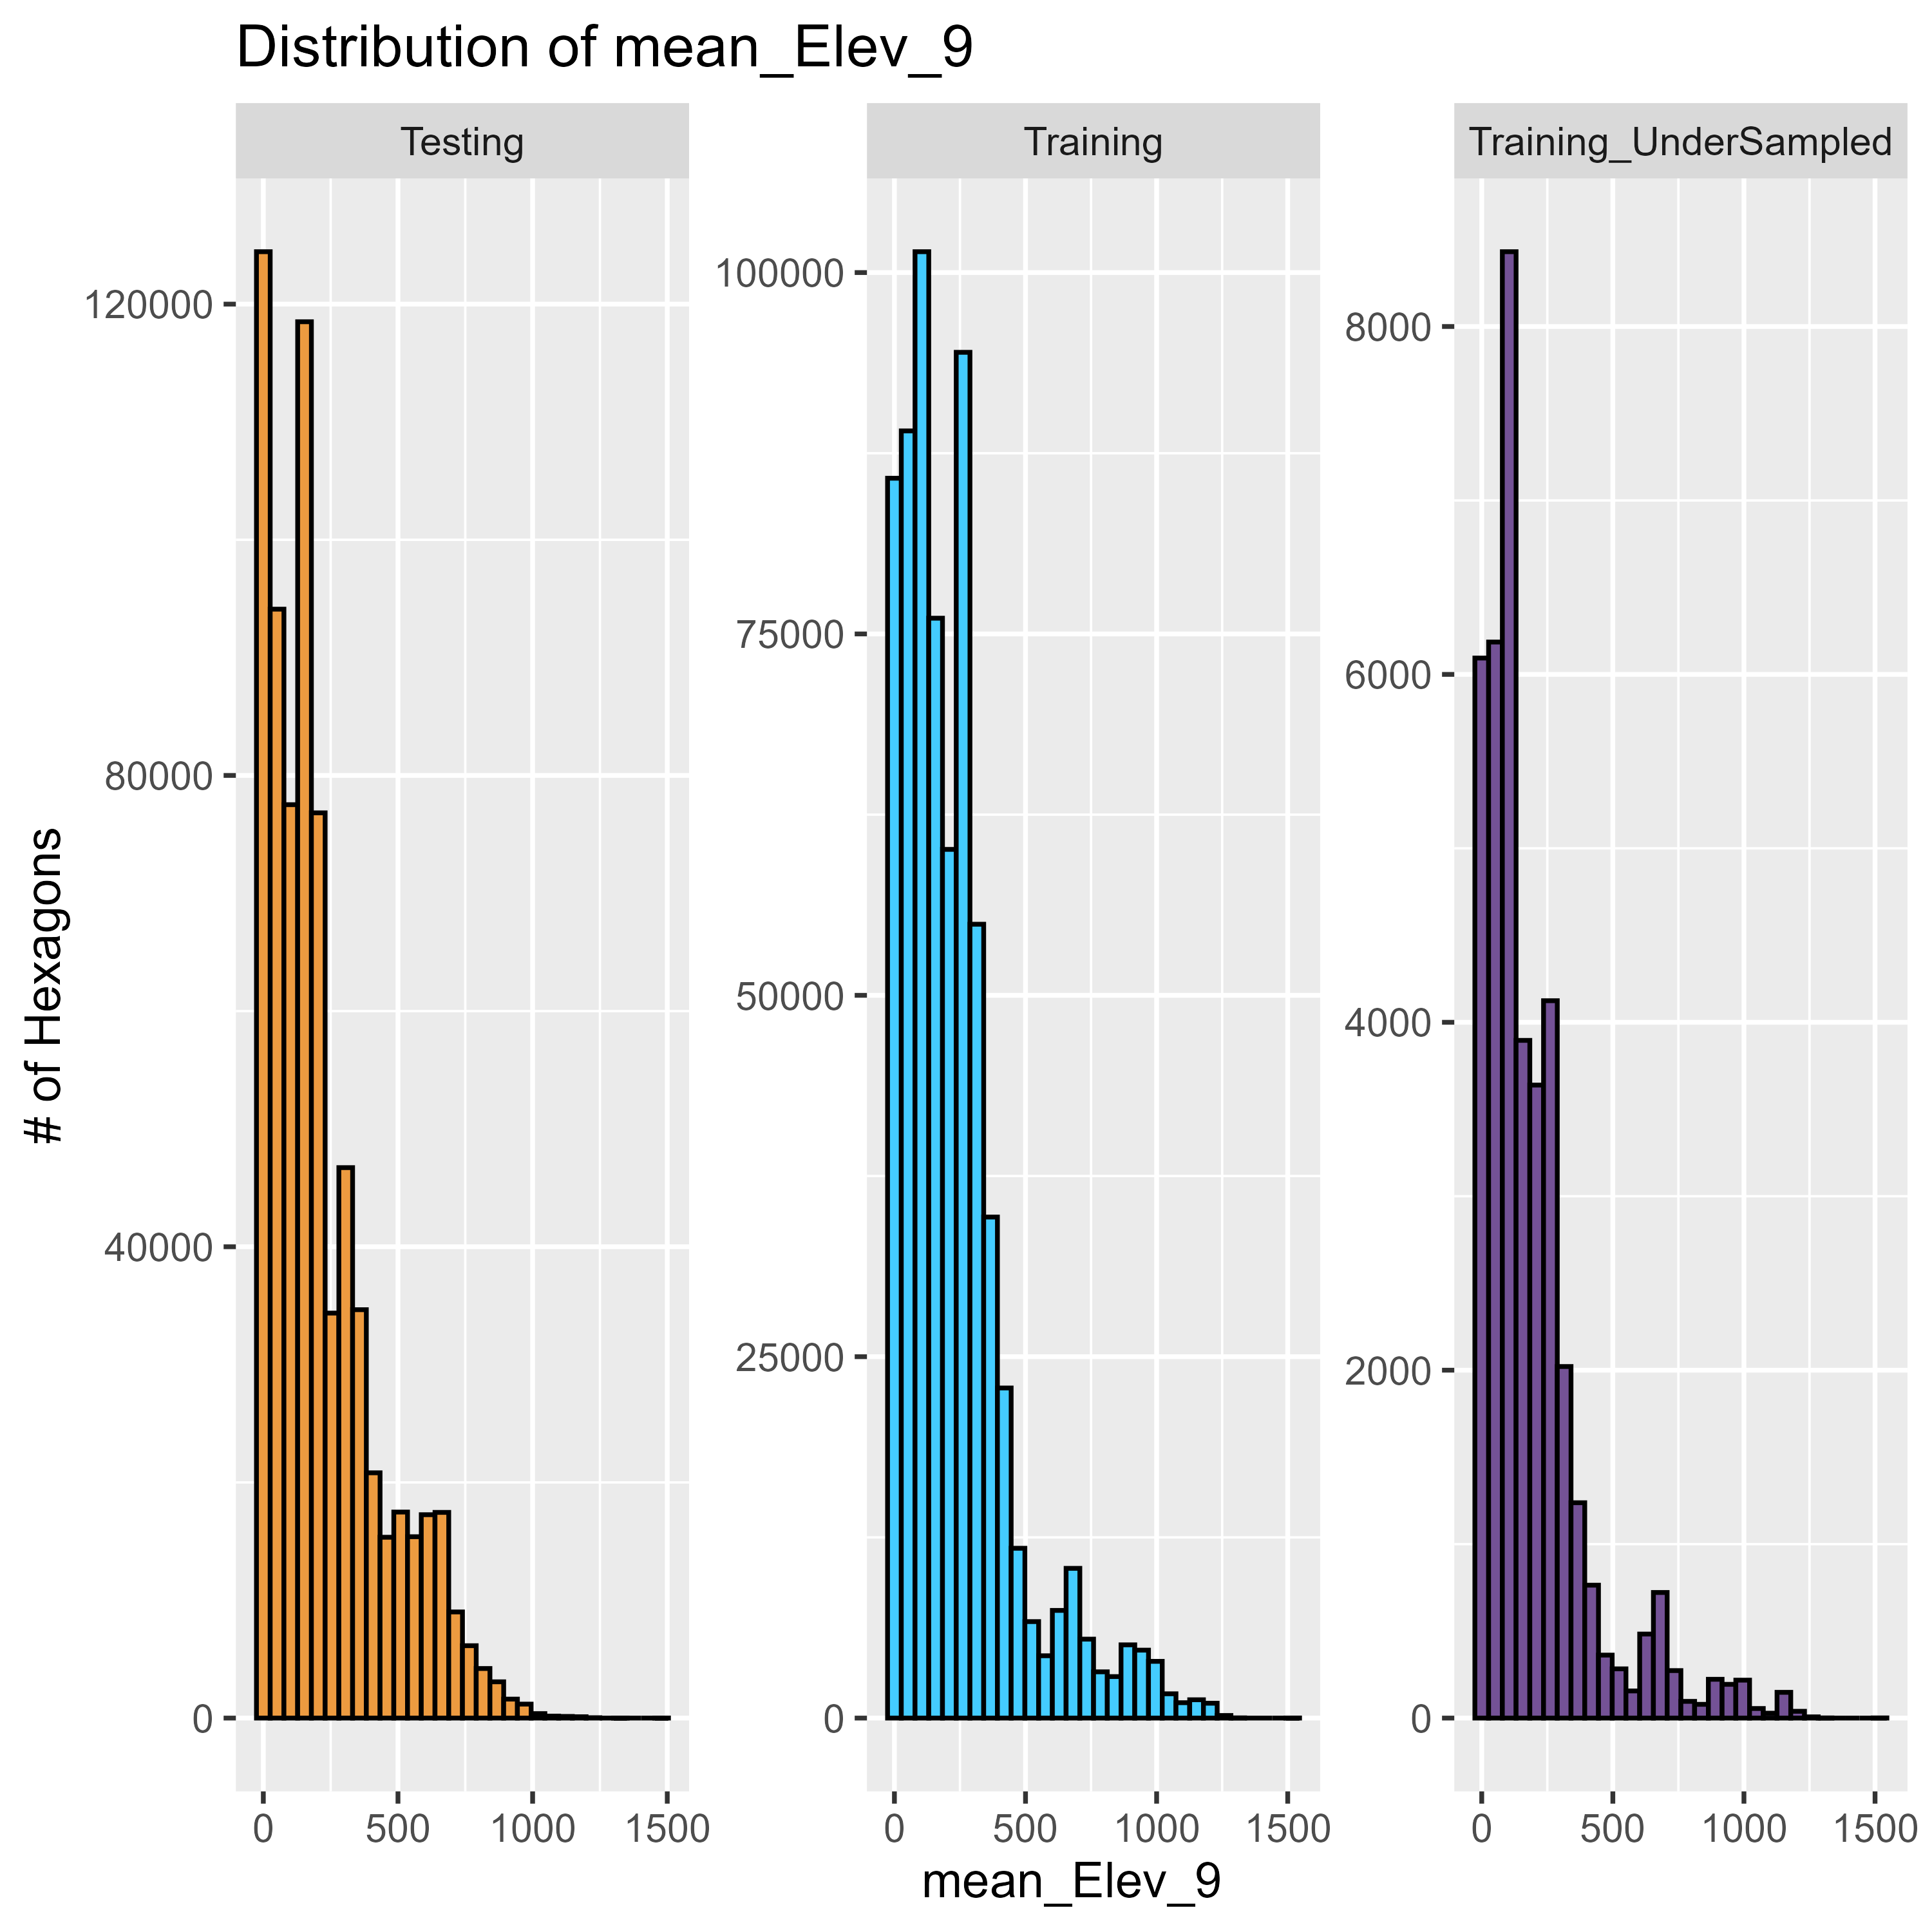 Distribution of mean_Elev_9
Testing
Training
Training_UnderSampled
# of Hexagons
120000
80000
40000
0
100000
75000
50000
25000
0
8000
6000
4000
2000
0
0 500 1000 1500
0 500 1000 1500
0 500 1000 1500
mean_Elev_9